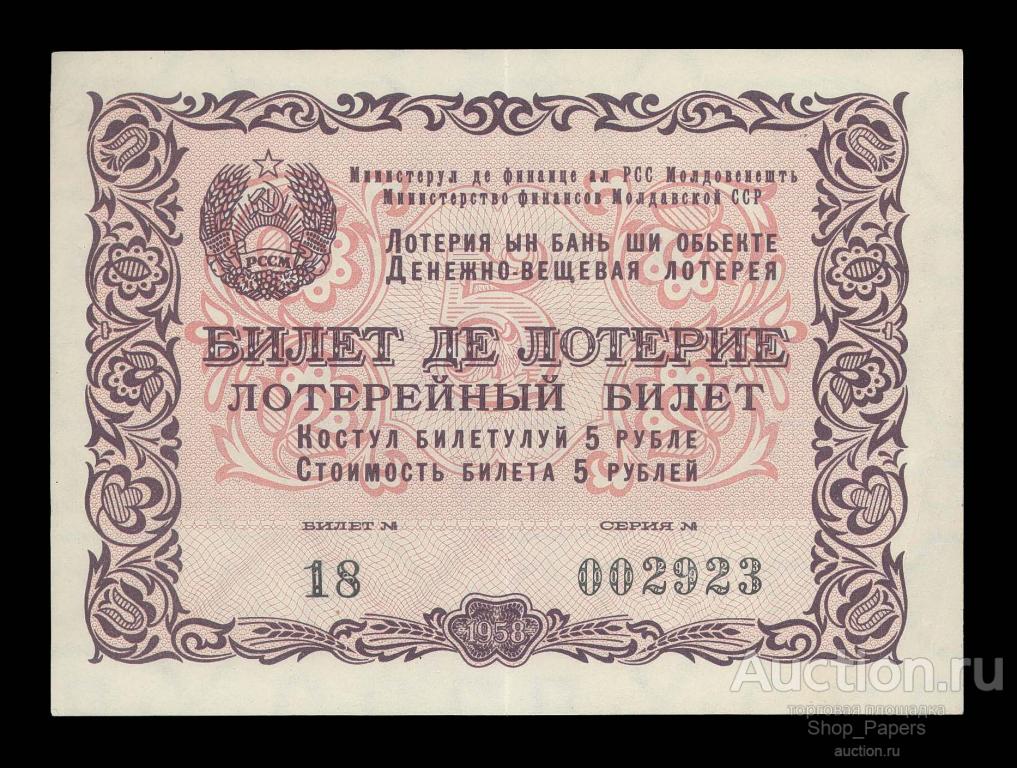 Министерул де финанце ал РСС Молдовенешть
Министерство финансов Молдавской ССР
ЛОТЕРИЯ ЫН БАНЬ ШИ ОБЬЕКТЕ
ДЕНЕЖНО-ВЕЩЕВАЯ ЛОТЕРЕЯ
РССМ
5
БИЛЕТ ДЕ ЛОТЕРИЕ
ЛОТЕРЕЙНЫЙ БИЛЕТ
КОСТУЛ БИЛЕТУЛУЙ 5 РУБЛЕ
СТОИМОСТЬ БИЛЕТА 5 РУБЛЕЙ
БИЛЕТ № СЕРИЯ №
18 002923
1958
Auction.ru
торговая площадка
Shop_Papers
auction.ru